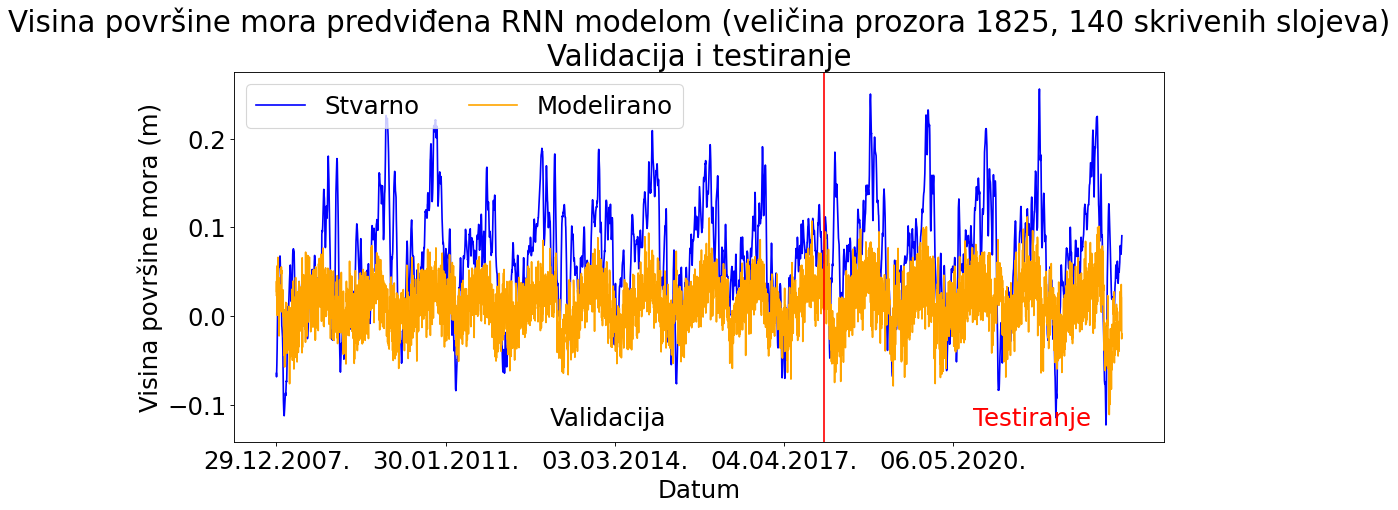 Visina površine mora predviđena RNN modelom (veličina prozora 1825, 140 skrivenih slojeva)
Validacija i testiranje
Stvarno
Modelirano
Visina površine mora (m)
0.2
0.1
0.0
−0.1
Validacija
Testiranje
29.12.2007.
30.01.2011.
03.03.2014.
04.04.2017.
06.05.2020.
Datum